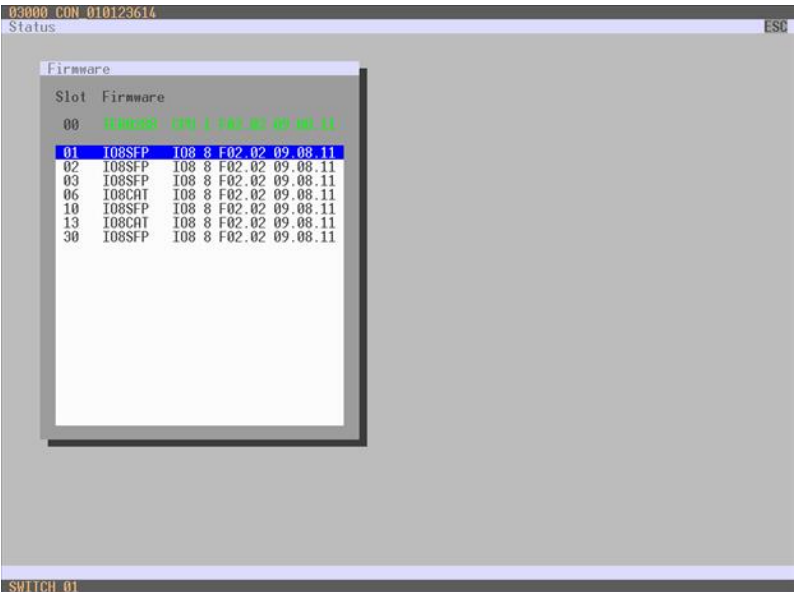 03000 CON_010123614
Status ESC
Firmware
Slot Firmware
00
01 IO8SFP IO8 8 F02.02 09.08.11
02 IO8SFP IO8 8 F02.02 09.08.11
03 IO8SFP IO8 8 F02.02 09.08.11
06 IO8CAT IO8 8 F02.02 09.08.11
10 IO8SFP IO8 8 F02.02 09.08.11
13 IO8CAT IO8 8 F02.02 09.08.11
30 IO8SFP IO8 8 F02.02 09.08.11
SWITCH_01